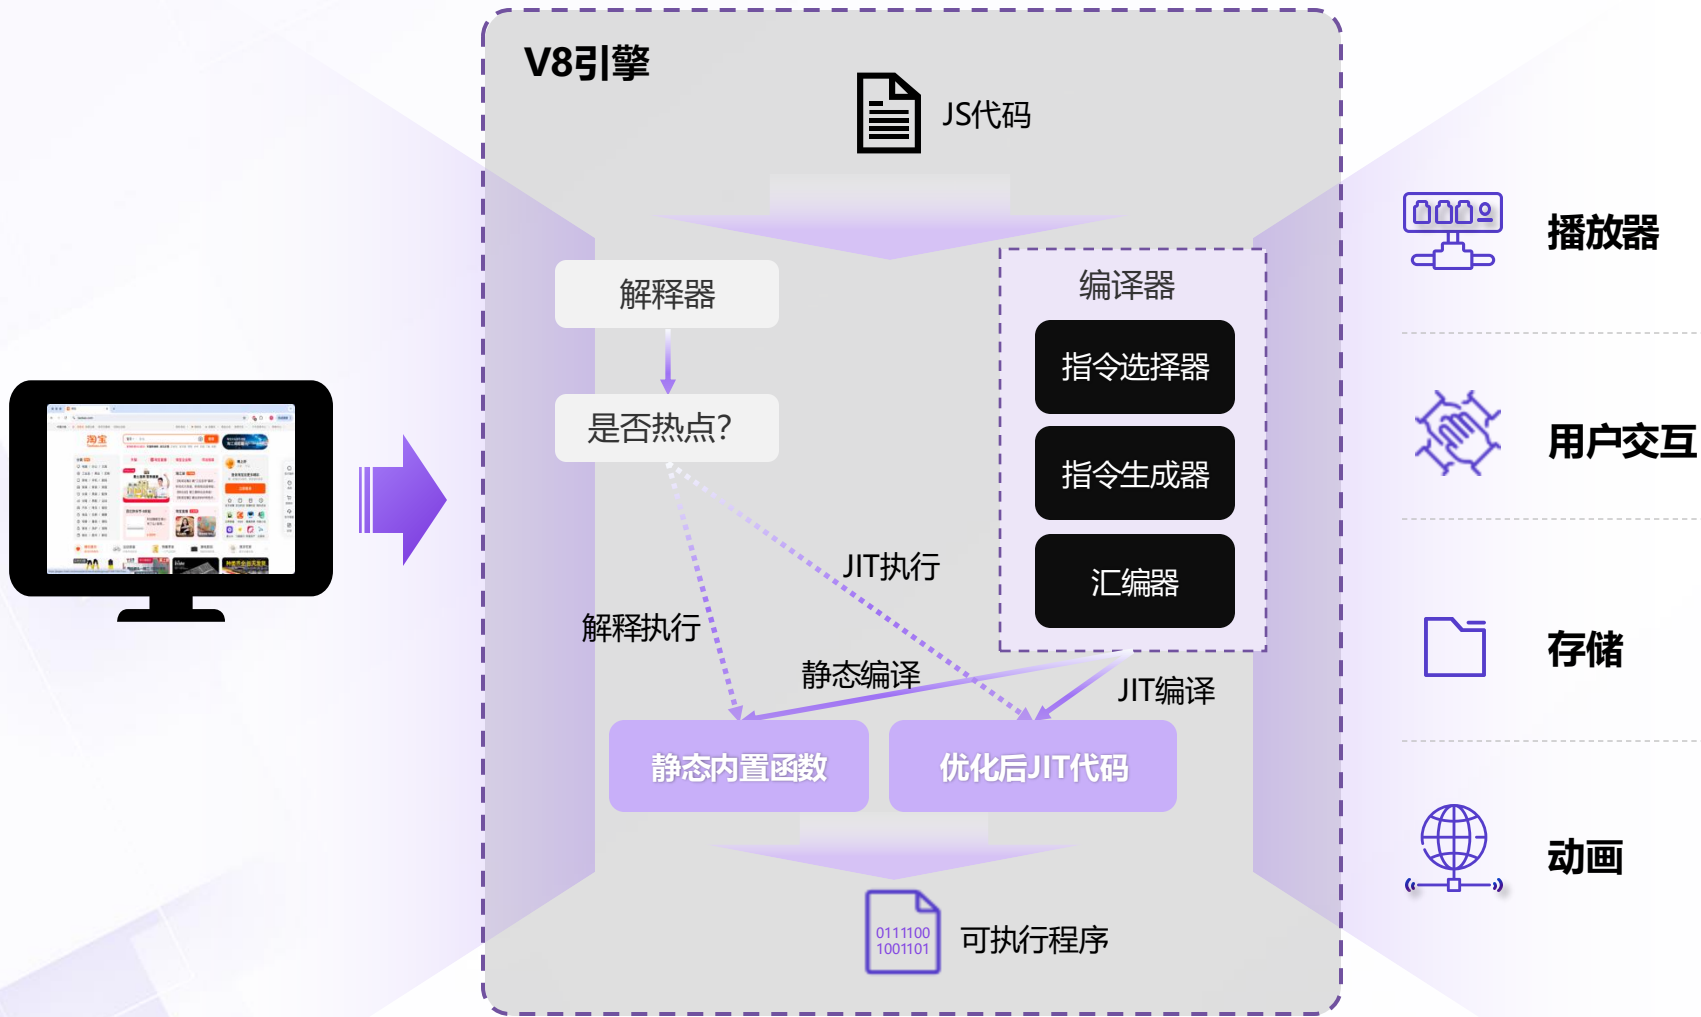 V8引擎
JS代码
解释器
是否热点?
编译器
指令选择器
指令生成器
汇编器
JIT执行
解释执行
静态编译
JIT编译
静态内置函数
优化后JIT代码
0111100
1001101
可执行程序
淘宝
播放器
用户交互
存储
动画